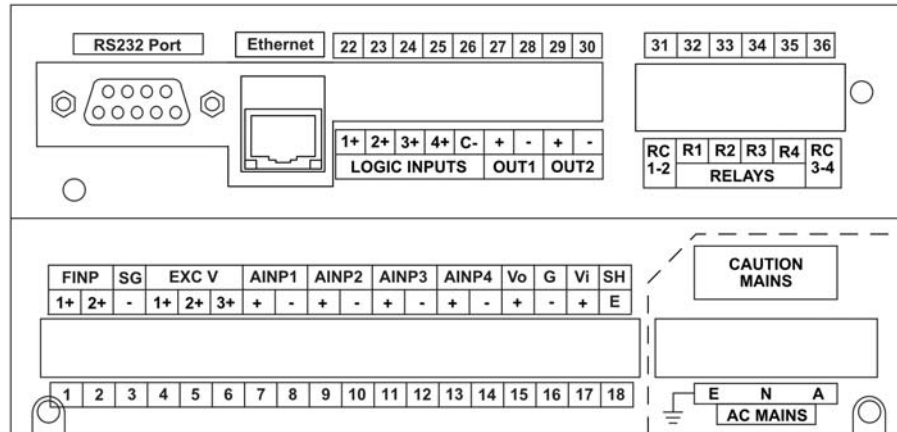 RS232 Port Ethernet 22 23 24 25 26 27 28 29 30 31 32 33 34 35 36
1+ 2+ 3+ 4+ C- + - + - RC 1-2 R1 R2 R3 R4 RC 3-4
LOGIC INPUTS OUT1 OUT2 RELAYS
CAUTION
MAINS
FINP SG EXC V AINP1 AINP2 AINP3 AINP4 Vo G Vi SH
1+ 2+ - 1+ 2+ 3+ + - + - + - + - + - + E
1 2 3 4 5 6 7 8 9 10 11 12 13 14 15 16 17 18
E N A
AC MAINS